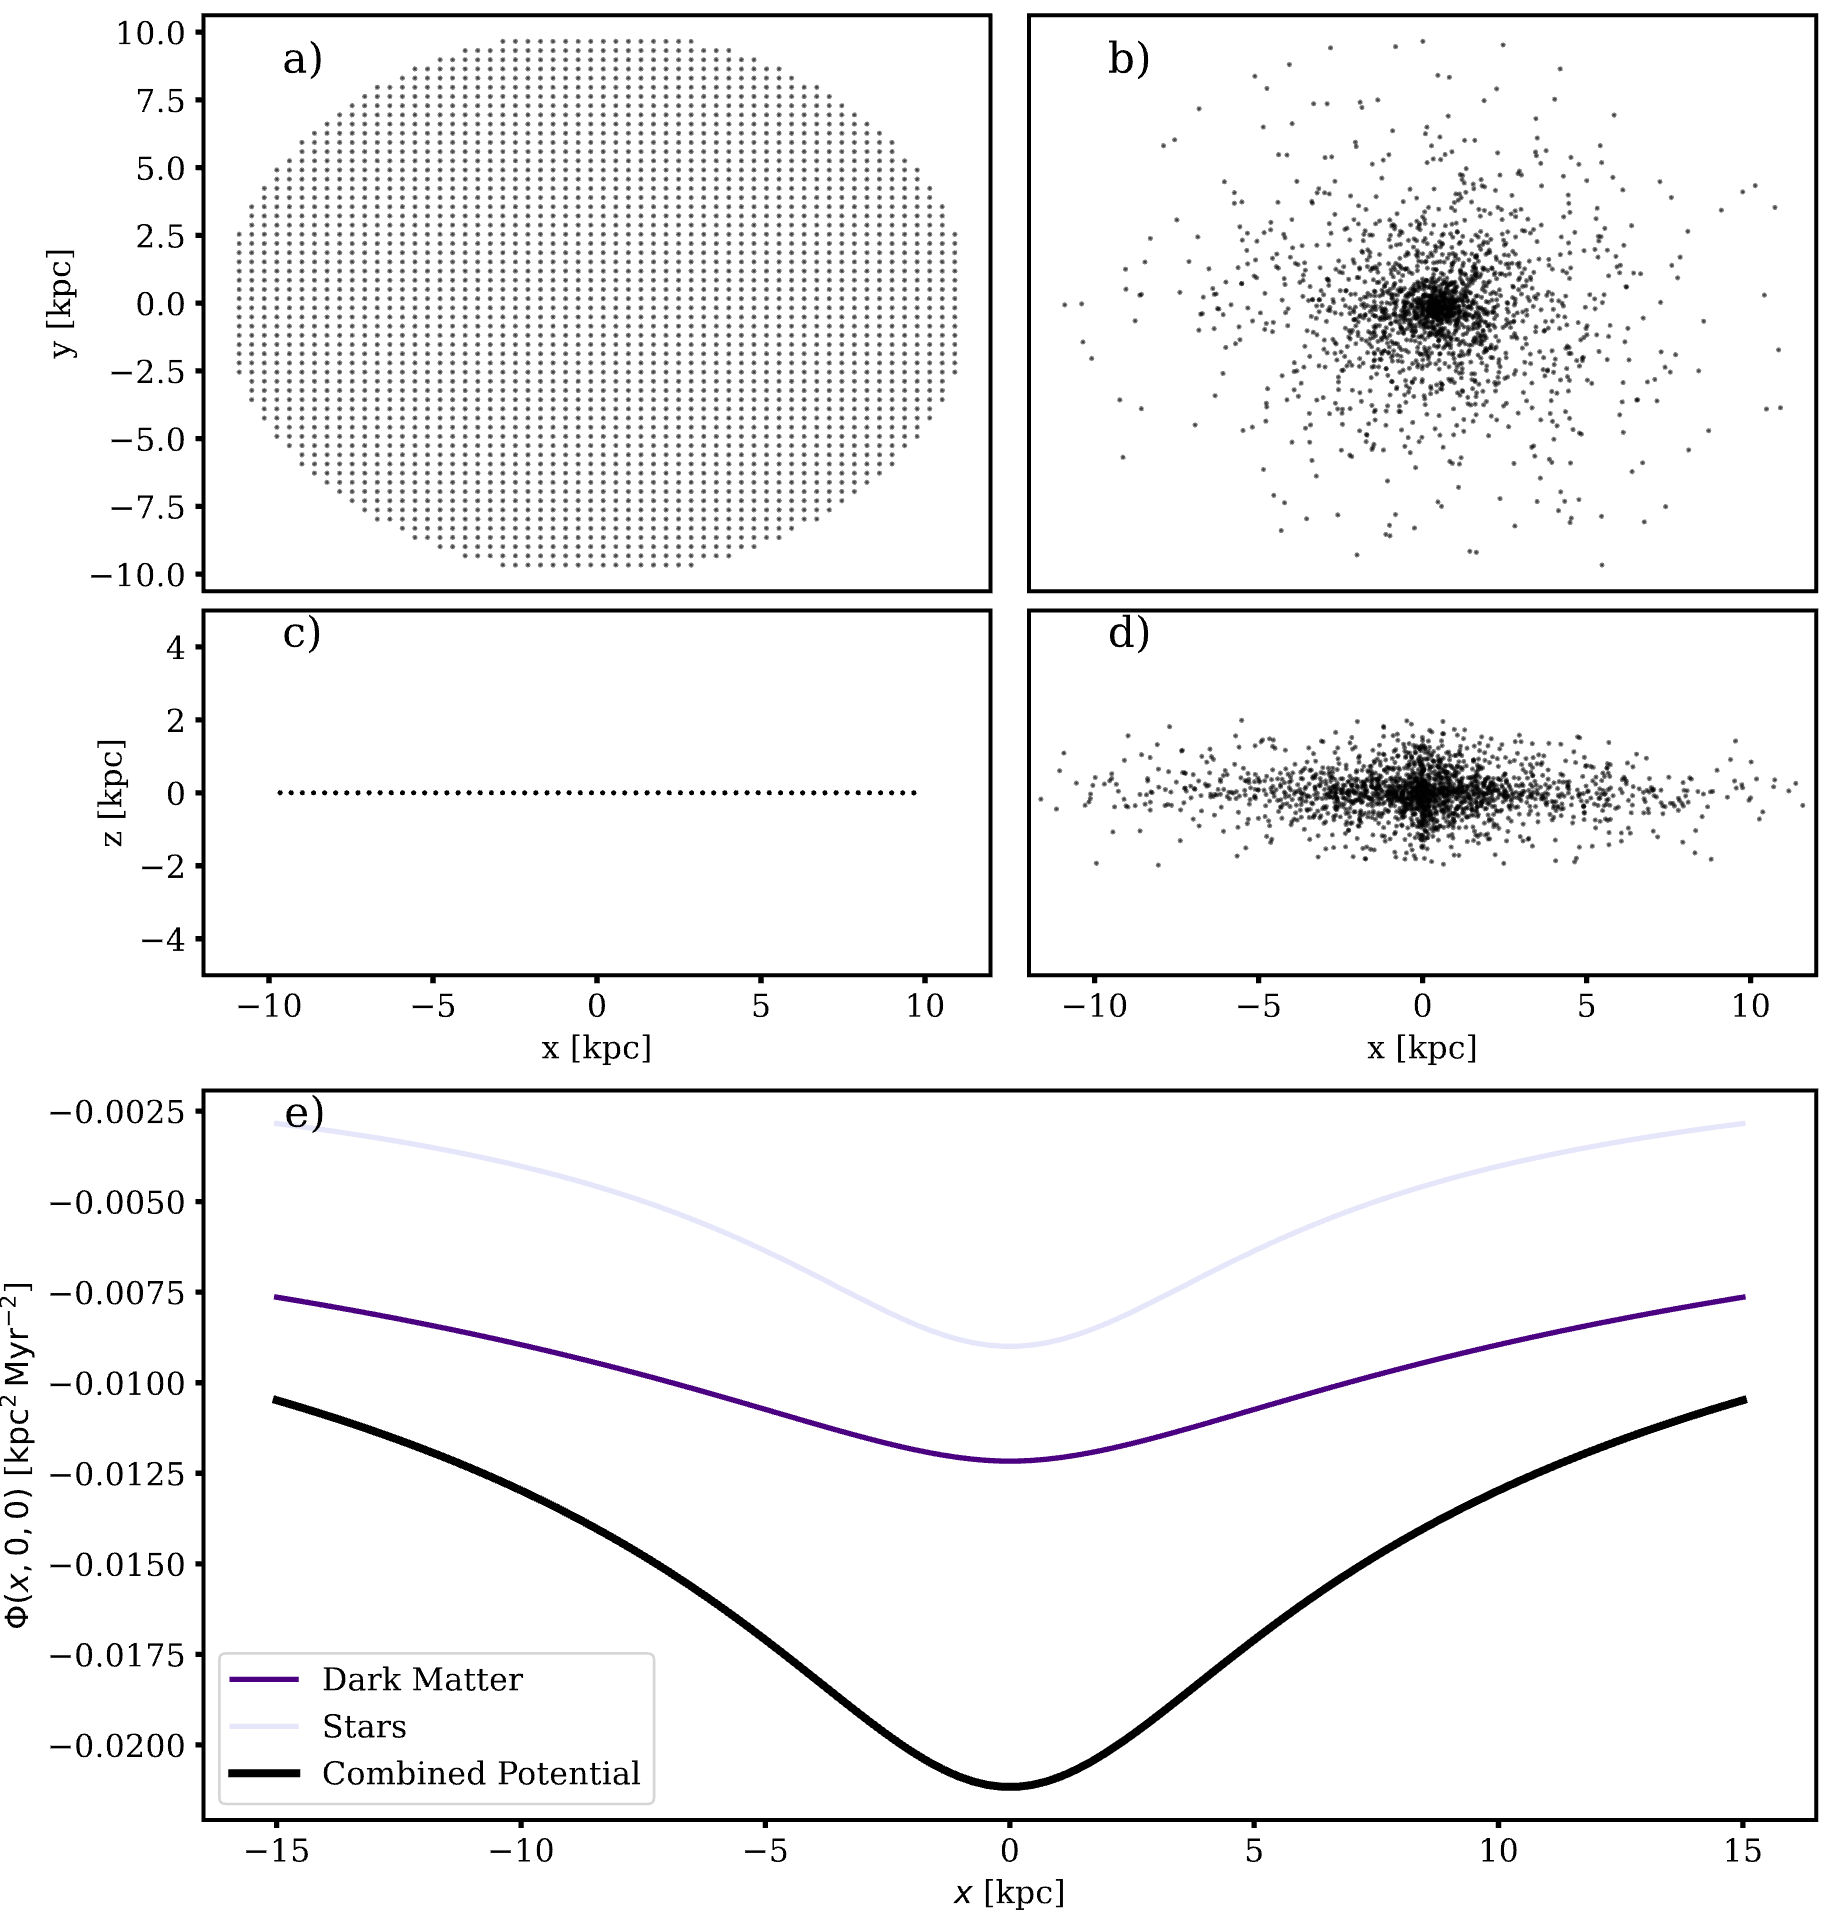 a)
b)
10.0
7.5
5.0
2.5
0.0
−2.5
−5.0
−7.5
−10.0
y [kpc]
c)
d)
4
2
0
−2
−4
z [kpc]
−10 −5 0 5 10
x [kpc]
−10 −5 0 5 10
x [kpc]
e)
−0.0025
−0.0050
−0.0075
−0.0100
−0.0125
−0.0150
−0.0175
−0.0200
Φ(x, 0, 0) [kpc² Myr⁻²]
Dark Matter
Stars
Combined Potential
−15 −10 −5 0 5 10 15
x [kpc]